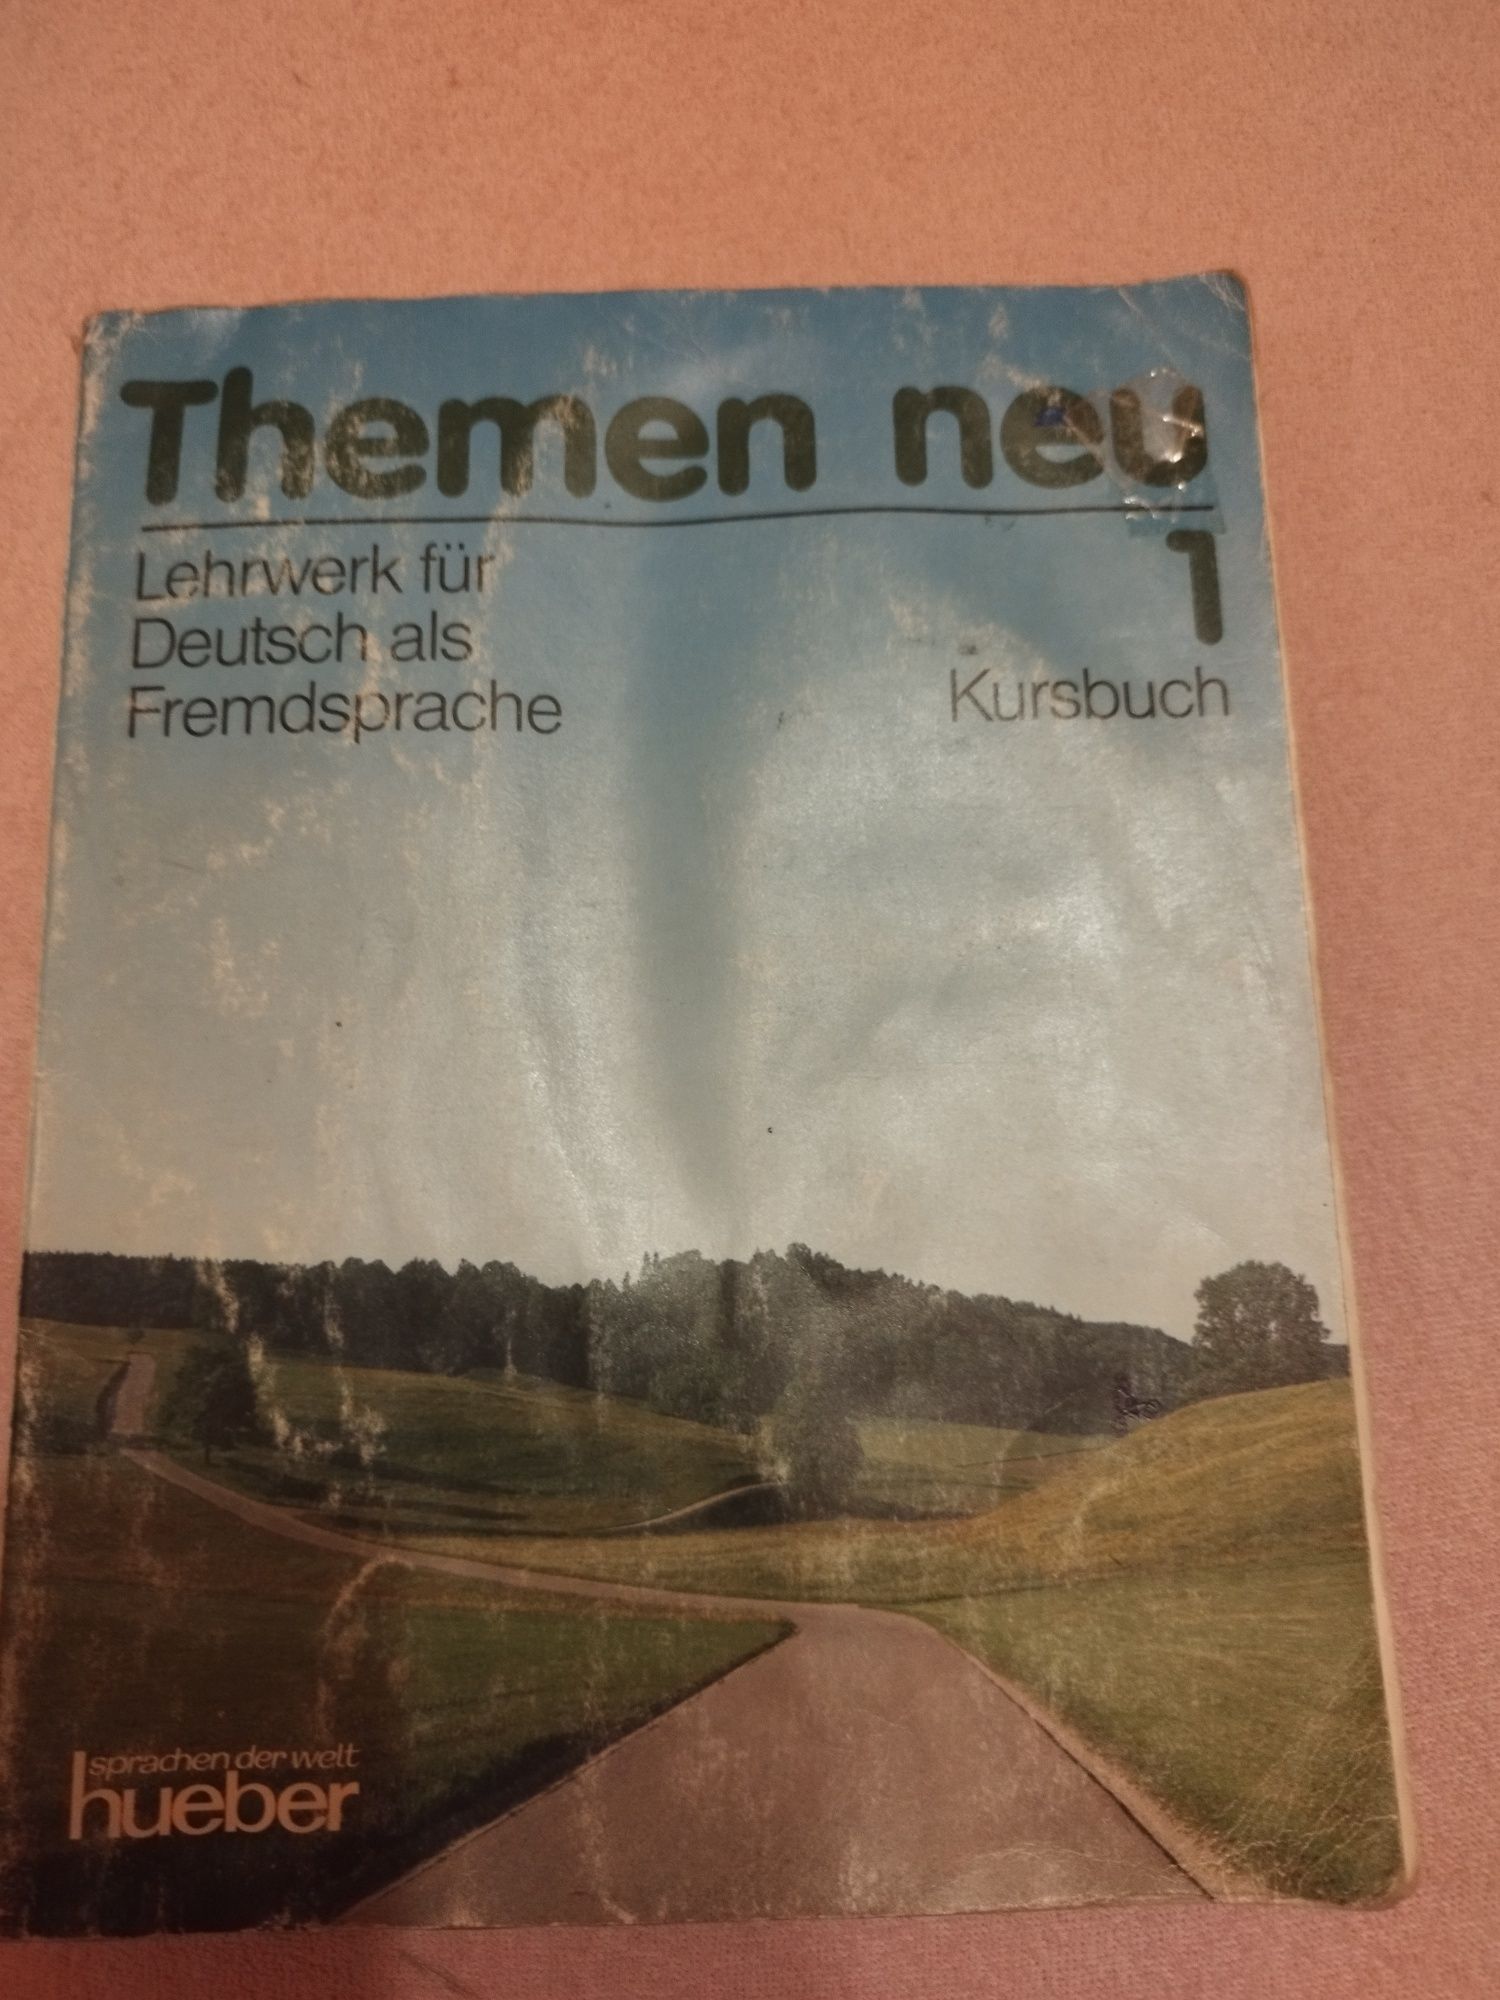 Themen neu
1
Lehrwerk für
Deutsch als
Fremdsprache
Kursbuch
sprachen der welt
hueber